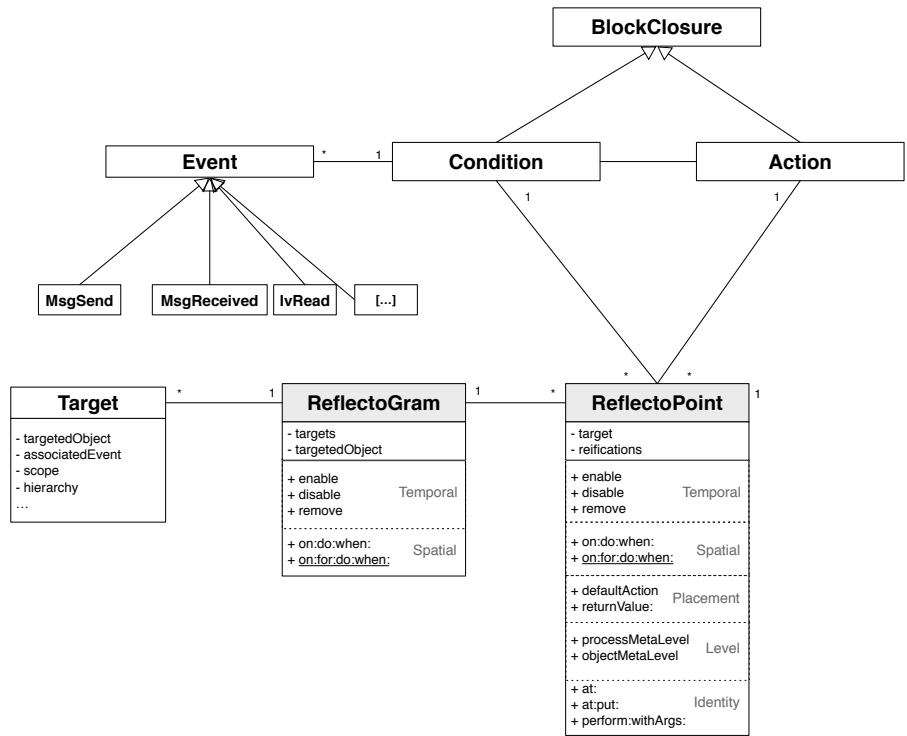 BlockClosure
Event
*
1
Condition
Action
1
1
MsgSend
MsgReceived
IvRead
[...]
Target
- targetedObject
- associatedEvent
- scope
- hierarchy
...
*
1
ReflectoGram
- targets
- targetedObject
+ enable
+ disable
+ remove
Temporal
+ on:do:when:
+ on:for:do:when:
Spatial
1
*
*
*
1
ReflectoPoint
- target
- reifications
+ enable
+ disable
+ remove
Temporal
+ on:do:when:
+ on:for:do:when:
Spatial
+ defaultAction
+ returnValue:
Placement
+ processMetaLevel
+ objectMetaLevel
Level
+ at:
+ at:put:
+ perform:withArgs:
Identity